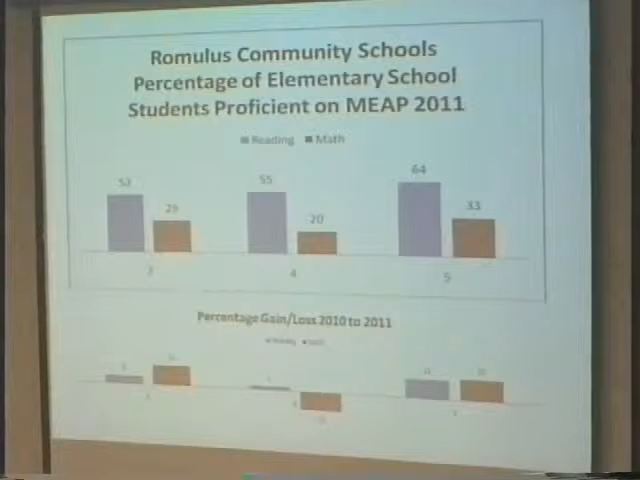 Romulus Community Schools
Percentage of Elementary School
Students Proficient on MEAP 2011
Reading Math
53 29 55 20 64 33
3 4 5
Percentage Gain/Loss 2010 to 2011